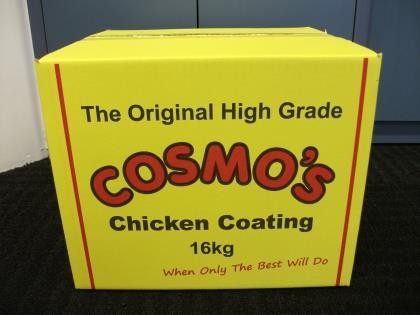 The Original High Grade
COSMO'S
Chicken Coating
16kg
When Only The Best Will Do